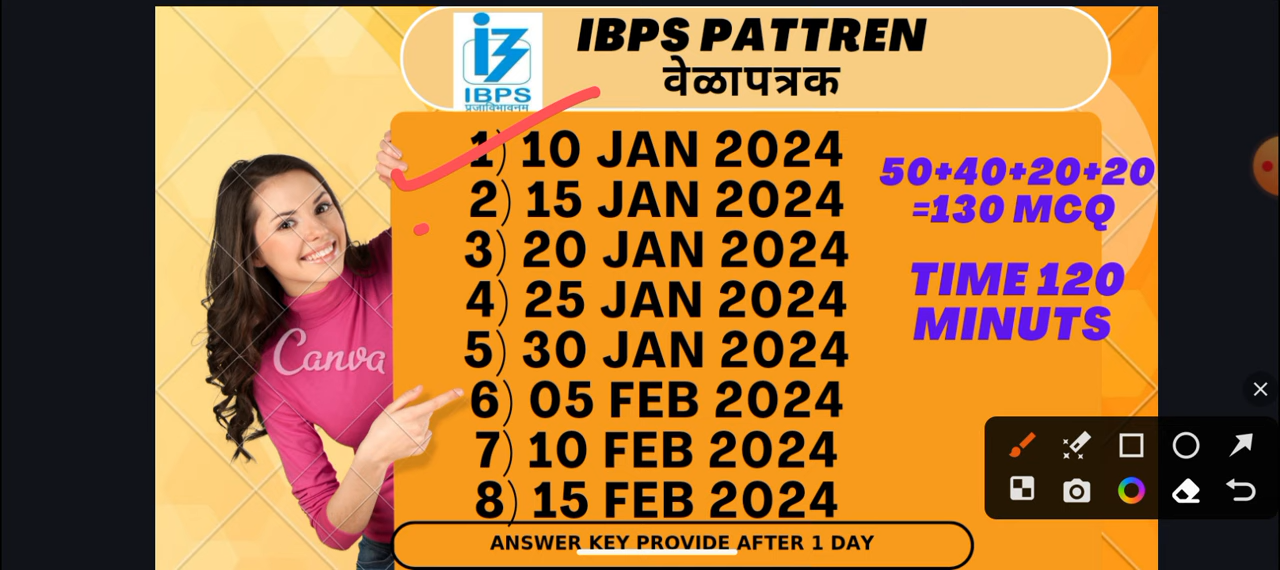 IBPS PATTREN
वेळापत्रक
IBPS
प्रजाविभावनम्
1) 10 JAN 2024
2) 15 JAN 2024
3) 20 JAN 2024
4) 25 JAN 2024
5) 30 JAN 2024
6) 05 FEB 2024
7) 10 FEB 2024
8) 15 FEB 2024
50+40+20+20
=130 MCQ
TIME 120
MINUTS
Canva
ANSWER KEY PROVIDE AFTER 1 DAY